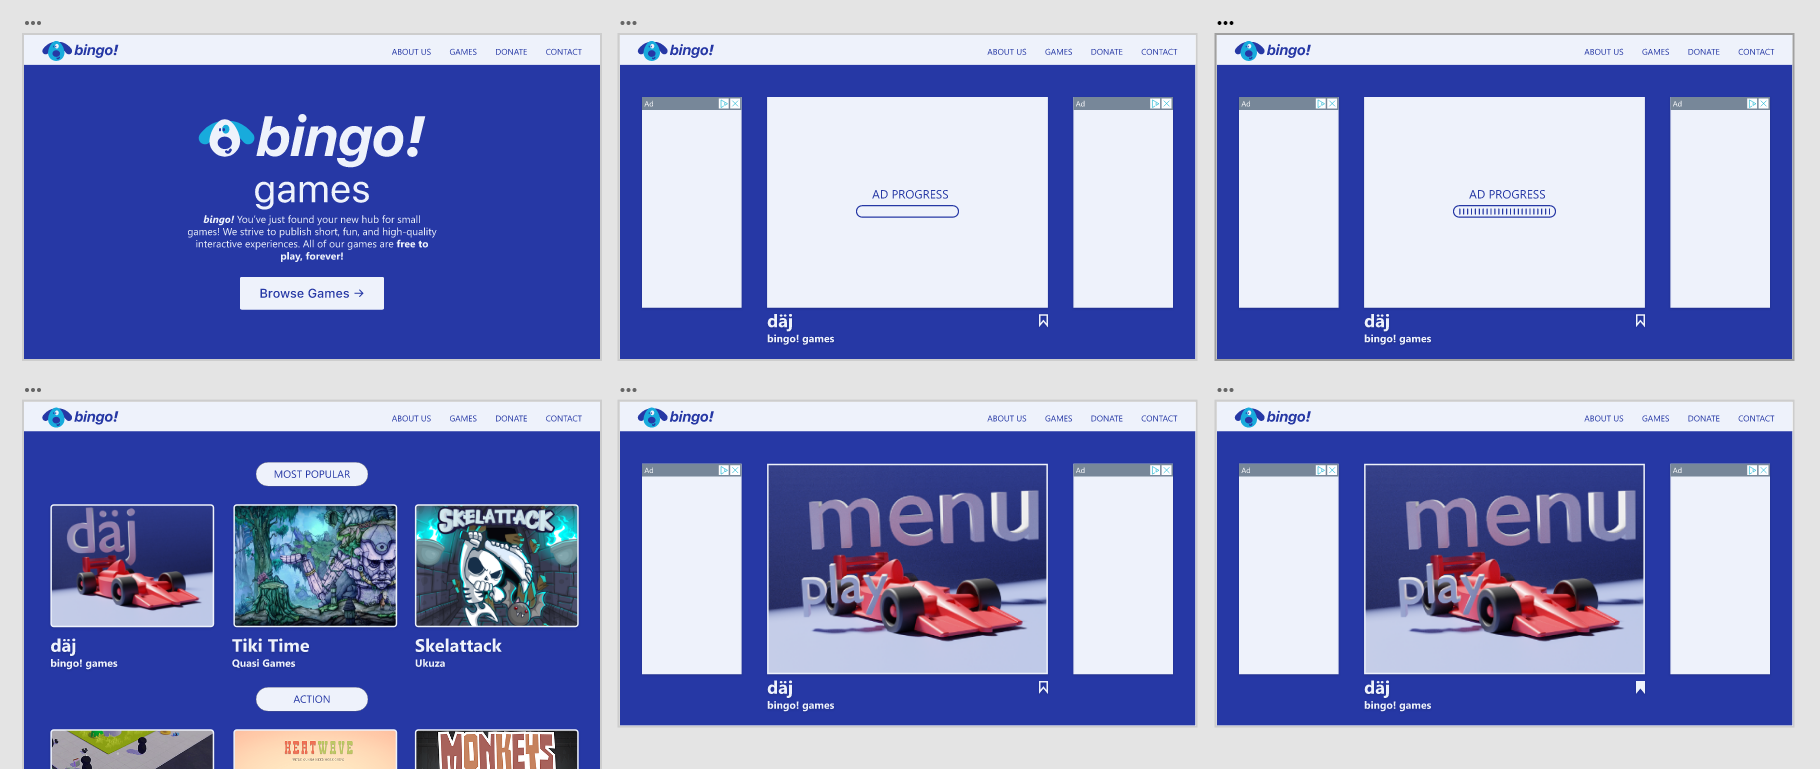 bingo!
ABOUT US GAMES DONATE CONTACT
bingo!
games
bingo! You've just found your new hub for small
games! We strive to publish short, fun, and high-quality
interactive experiences. All of our games are free to
play, forever!
Browse Games →
bingo!
ABOUT US GAMES DONATE CONTACT
Ad
AD PROGRESS
Ad
däj
bingo! games
bingo!
ABOUT US GAMES DONATE CONTACT
Ad
AD PROGRESS
Ad
däj
bingo! games
bingo!
ABOUT US GAMES DONATE CONTACT
MOST POPULAR
däj
SKELATTACK
däj
bingo! games
Tiki Time
Quasi Games
Skelattack
Ukuza
ACTION
HEATWAVE
MONKEYS
bingo!
ABOUT US GAMES DONATE CONTACT
Ad
menu
play
Ad
däj
bingo! games
bingo!
ABOUT US GAMES DONATE CONTACT
Ad
menu
play
Ad
däj
bingo! games